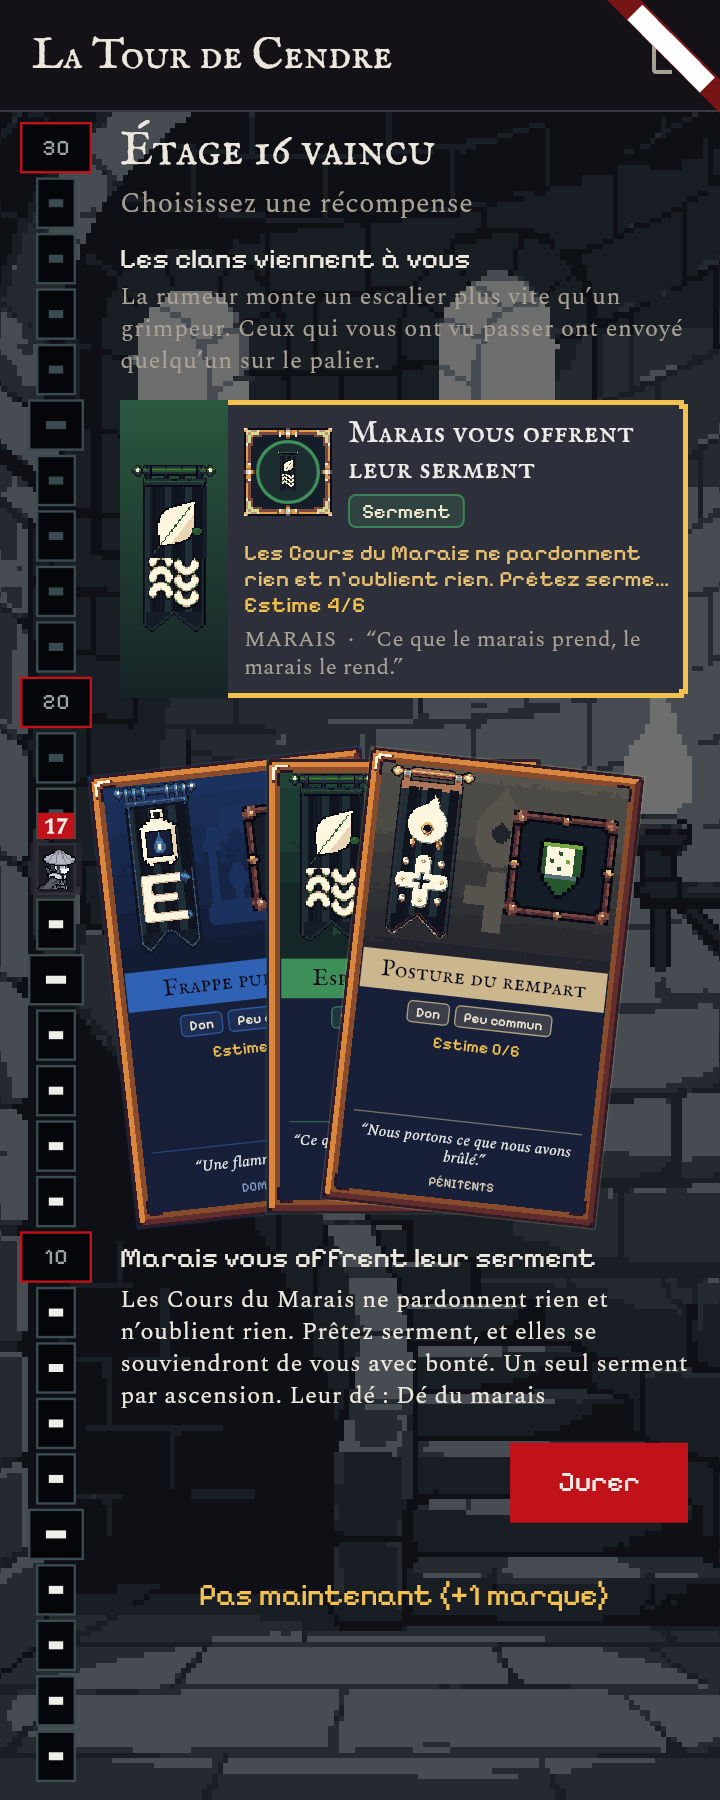 La Tour de Cendre
30
Étage 16 vaincu
Choisissez une récompense
Les clans viennent à vous
La rumeur monte un escalier plus vite qu’un
grimpeur. Ceux qui vous ont vu passer ont envoyé
quelqu’un sur le palier.
Marais vous offrent
leur serment
Serment
Les Cours du Marais ne pardonnent
rien et n’oublient rien. Prêtez serme…
Estime 4/6
MARAIS · “Ce que le marais prend, le
marais le rend.”
20
17
E
Frappe
Don
Peu
Estime
“Une
Posture du rempart
Don
Peu commun
Estime 0/6
“Nous portons ce que nous avons
brûlé.”
PÉNITENTS
“Ce
10
Marais vous offrent leur serment
Les Cours du Marais ne pardonnent rien et
n’oublient rien. Prêtez serment, et elles se
souviendront de vous avec bonté. Un seul serment
par ascension. Leur dé : Dé du marais
Jurer
Pas maintenant (+1 marque)